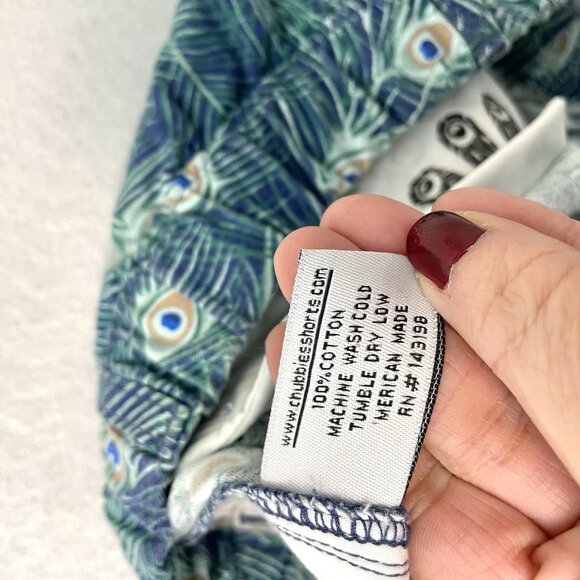 www.chubbiesshorts.com
100%COTTON
MACHINE WASH COLD
TUMBLE DRY LOW
'MERICAN MADE
RN# 143198